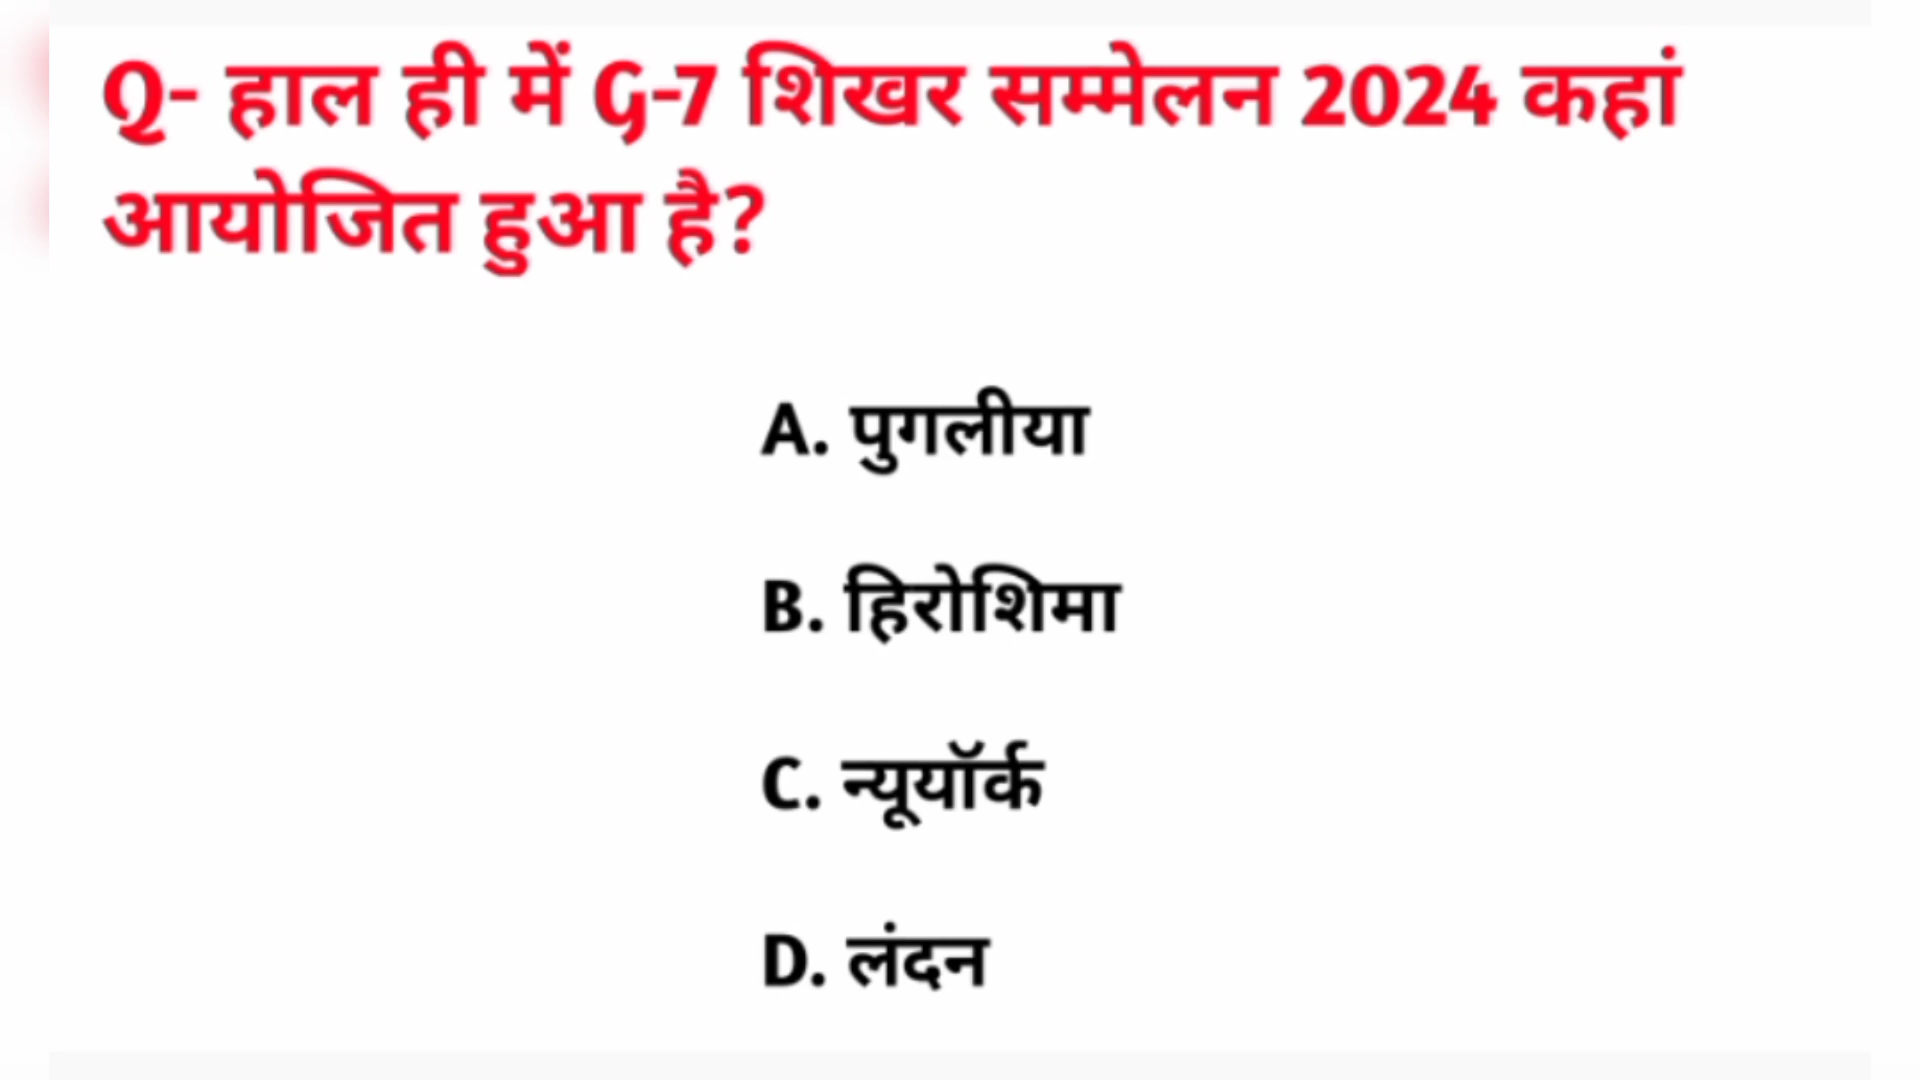 Q- हाल ही में G-7 शिखर सम्मेलन 2024 कहां
आयोजित हुआ है?
A. पुगलीया
B. हिरोशिमा
C. न्यूयॉर्क
D. लंदन